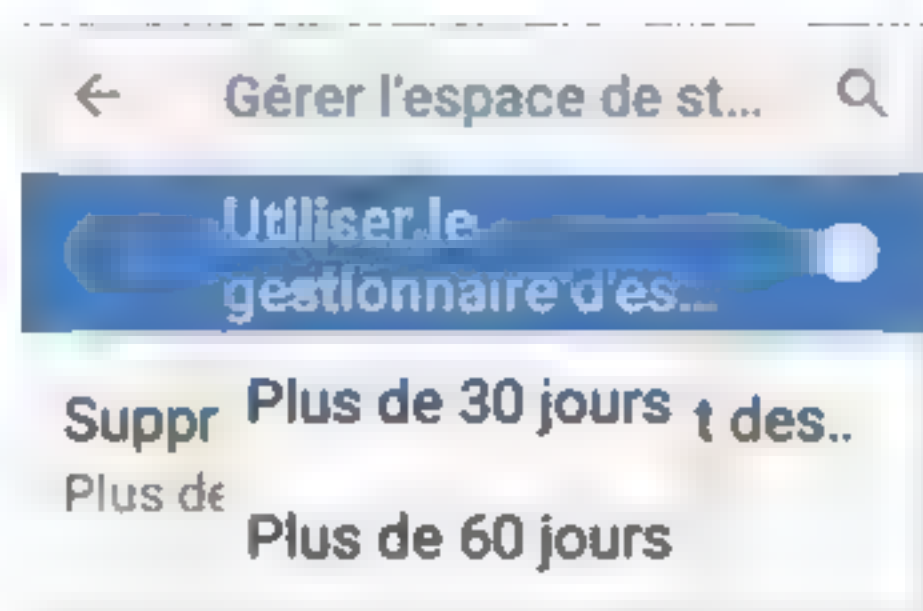 Gérer l'espace de st...
Utiliser le
gestionnaire d'es...
Plus de 30 jours
Suppr t des..
Plus de
Plus de 60 jours